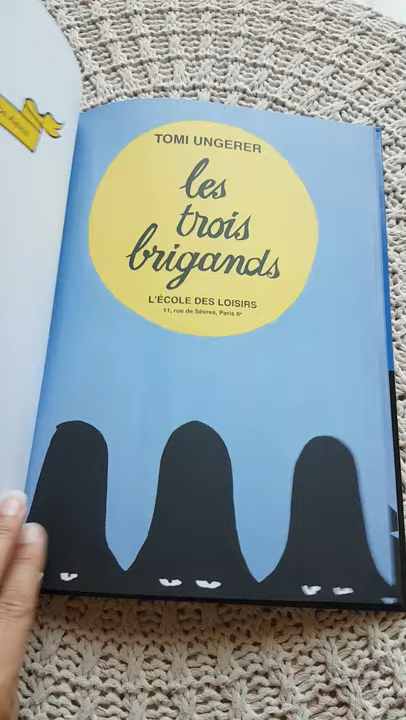 TOMI UNGERER
les
trois
brigands
L'ÉCOLE DES LOISIRS
11, rue de Sèvres, Paris 6e